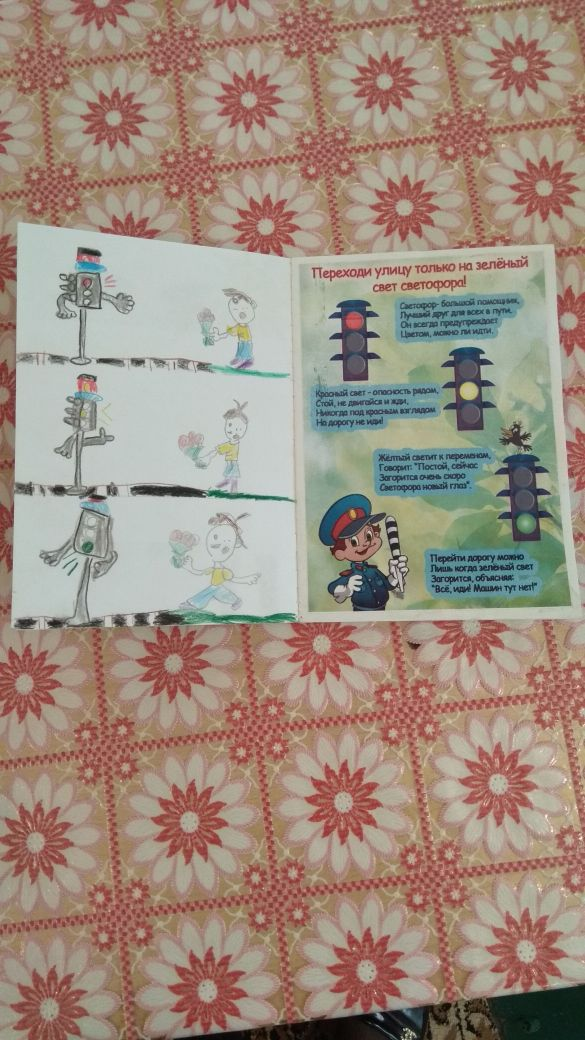 Переходи улицу только на зелёный
свет светофора!
Светофор- большой помощник,
Лучший друг для всех в пути.
Он всегда предупреждает
Цветом, можно ли идти.
Красный свет - опасность рядом,
Стой, не двигайся и жди,
Никогда под красным взглядом
На дорогу не иди!
Жёлтый светит к переменам,
Говорит: "Постой, сейчас
Загорится очень скоро
Светофора новый глаз".
Перейти дорогу можно
Лишь когда зелёный свет
Загорится, объясняя:
"Всё, иди! Машин тут нет!"